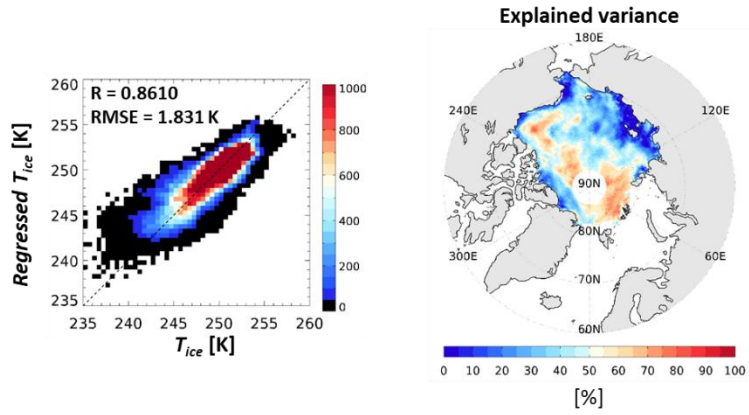 Explained variance
180E
240E
120E
90N
80N
300E
60E
70N
60N
0 10 20 30 40 50 60 70 80 90 100
[%]
R = 0.8610
RMSE = 1.831 K
260
255
250
245
240
235
Regressed Tice [K]
235 240 245 250 255 260
Tice [K]
1000
800
600
400
200
0